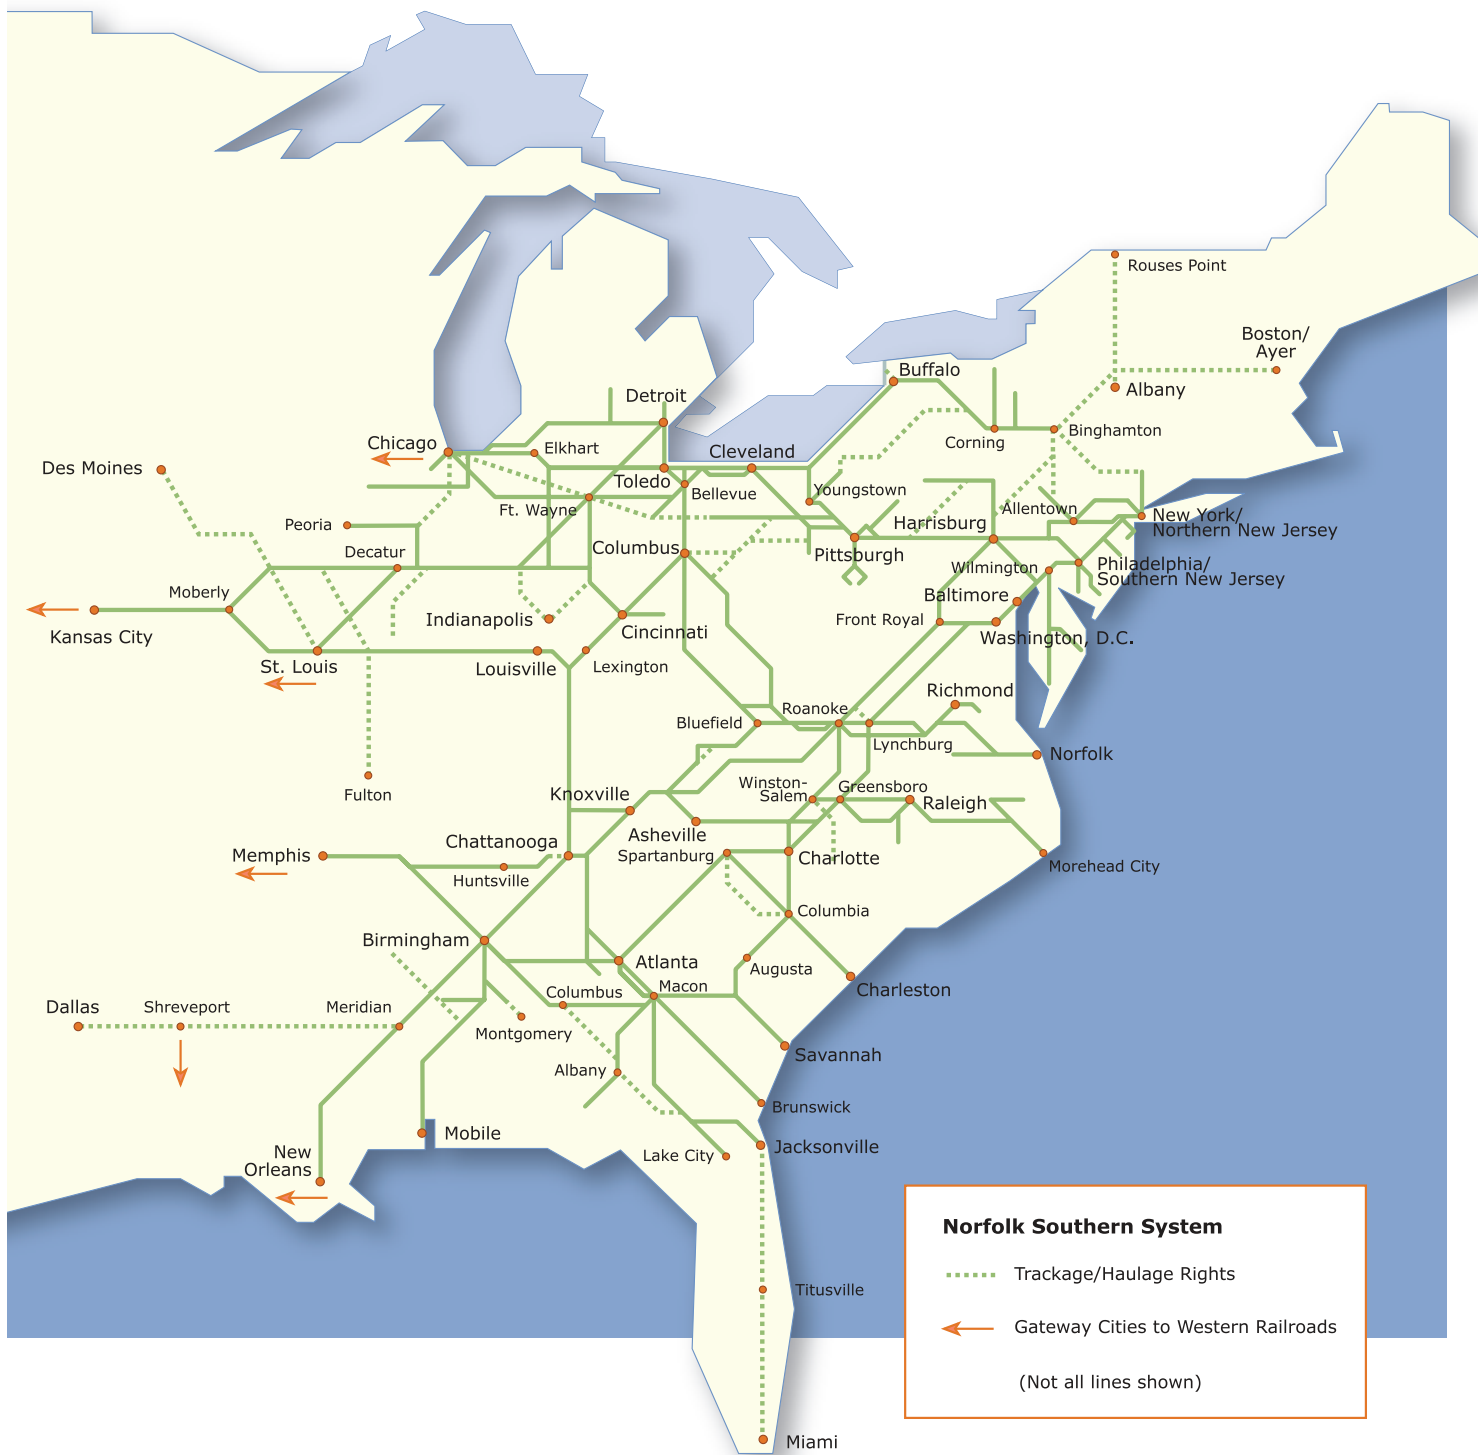 Rouses Point
Boston/
Ayer
Buffalo
Albany
Detroit
Binghamton
Corning
Chicago
Elkhart
Cleveland
Des Moines
Toledo
Bellevue
Youngstown
Ft. Wayne
Allentown
New York/
Northern New Jersey
Peoria
Harrisburg
Decatur
Columbus
Pittsburgh
Philadelphia/
Southern New Jersey
Wilmington
Moberly
Baltimore
Indianapolis
Front Royal
Kansas City
Cincinnati
Washington, D.C.
St. Louis
Louisville
Lexington
Richmond
Roanoke
Bluefield
Lynchburg
Norfolk
Winston-
Salem
Greensboro
Fulton
Knoxville
Raleigh
Asheville
Chattanooga
Memphis
Spartanburg
Charlotte
Morehead City
Huntsville
Columbia
Birmingham
Atlanta
Augusta
Macon
Columbus
Charleston
Dallas
Shreveport
Meridian
Montgomery
Savannah
Albany
Brunswick
Mobile
Jacksonville
Lake City
New
Orleans
Norfolk Southern System
Trackage/Haulage Rights
Titusville
Gateway Cities to Western Railroads
(Not all lines shown)
Miami